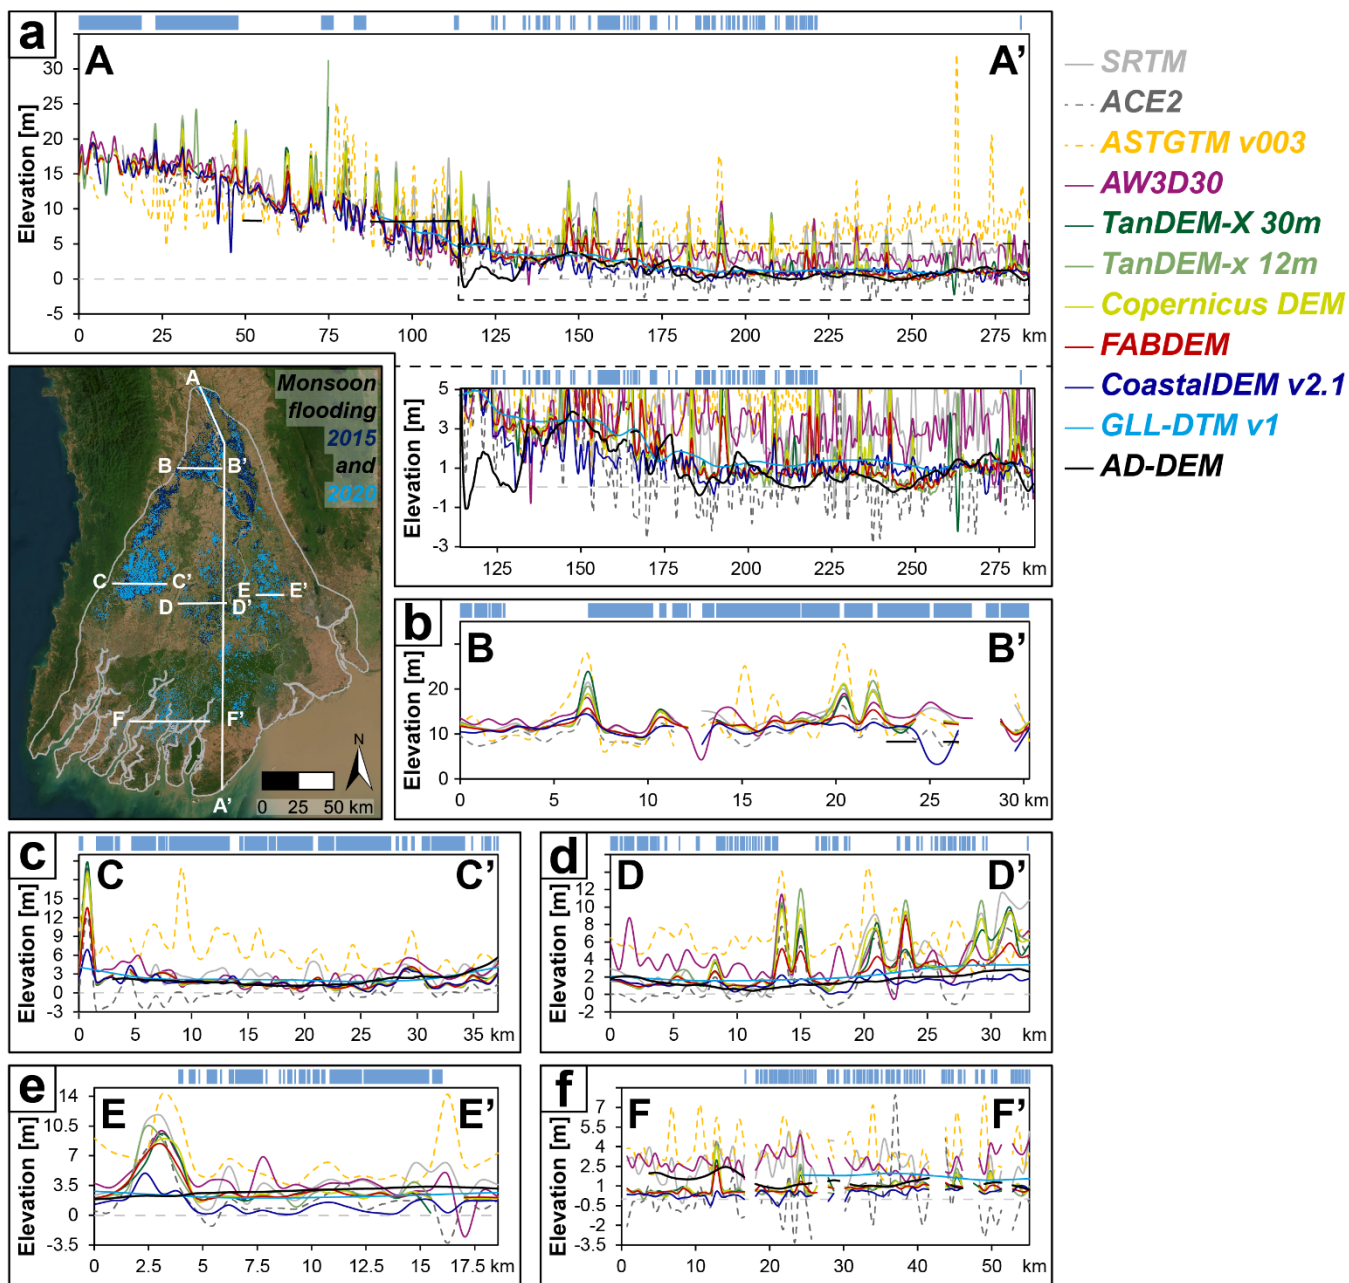 a
A
A'
Elevation [m]
30
25
20
15
10
5
0
-5
0 25 50 75 100 125 150 175 200 225 250 275 km
SRTM
ACE2
ASTGTM v003
AW3D30
TanDEM-X 30m
TanDEM-x 12m
Copernicus DEM
FABDEM
CoastalDEM v2.1
GLL-DTM v1
AD-DEM
Elevation [m]
5
3
1
-1
-3
125 150 175 200 225 250 275 km
A
Monsoon
flooding
2015
and
2020
B B'
C C'
D D'
E E'
F F'
A'
N
0 25 50 km
b
B
B'
Elevation [m]
20
10
0
0 5 10 15 20 25 30 km
c
C
C'
Elevation [m]
15
12
9
6
3
0
-3
0 5 10 15 20 25 30 35 km
d
D
D'
Elevation [m]
12
10
8
6
4
2
0
-2
0 5 10 15 20 25 30 km
e
E
E'
Elevation [m]
14
10.5
7
3.5
0
-3.5
0 2.5 5 7.5 10 12.5 15 17.5 km
f
F
F'
Elevation [m]
7
5.5
4
2.5
1
-0.5
-2
-3.5
0 10 20 30 40 50 km